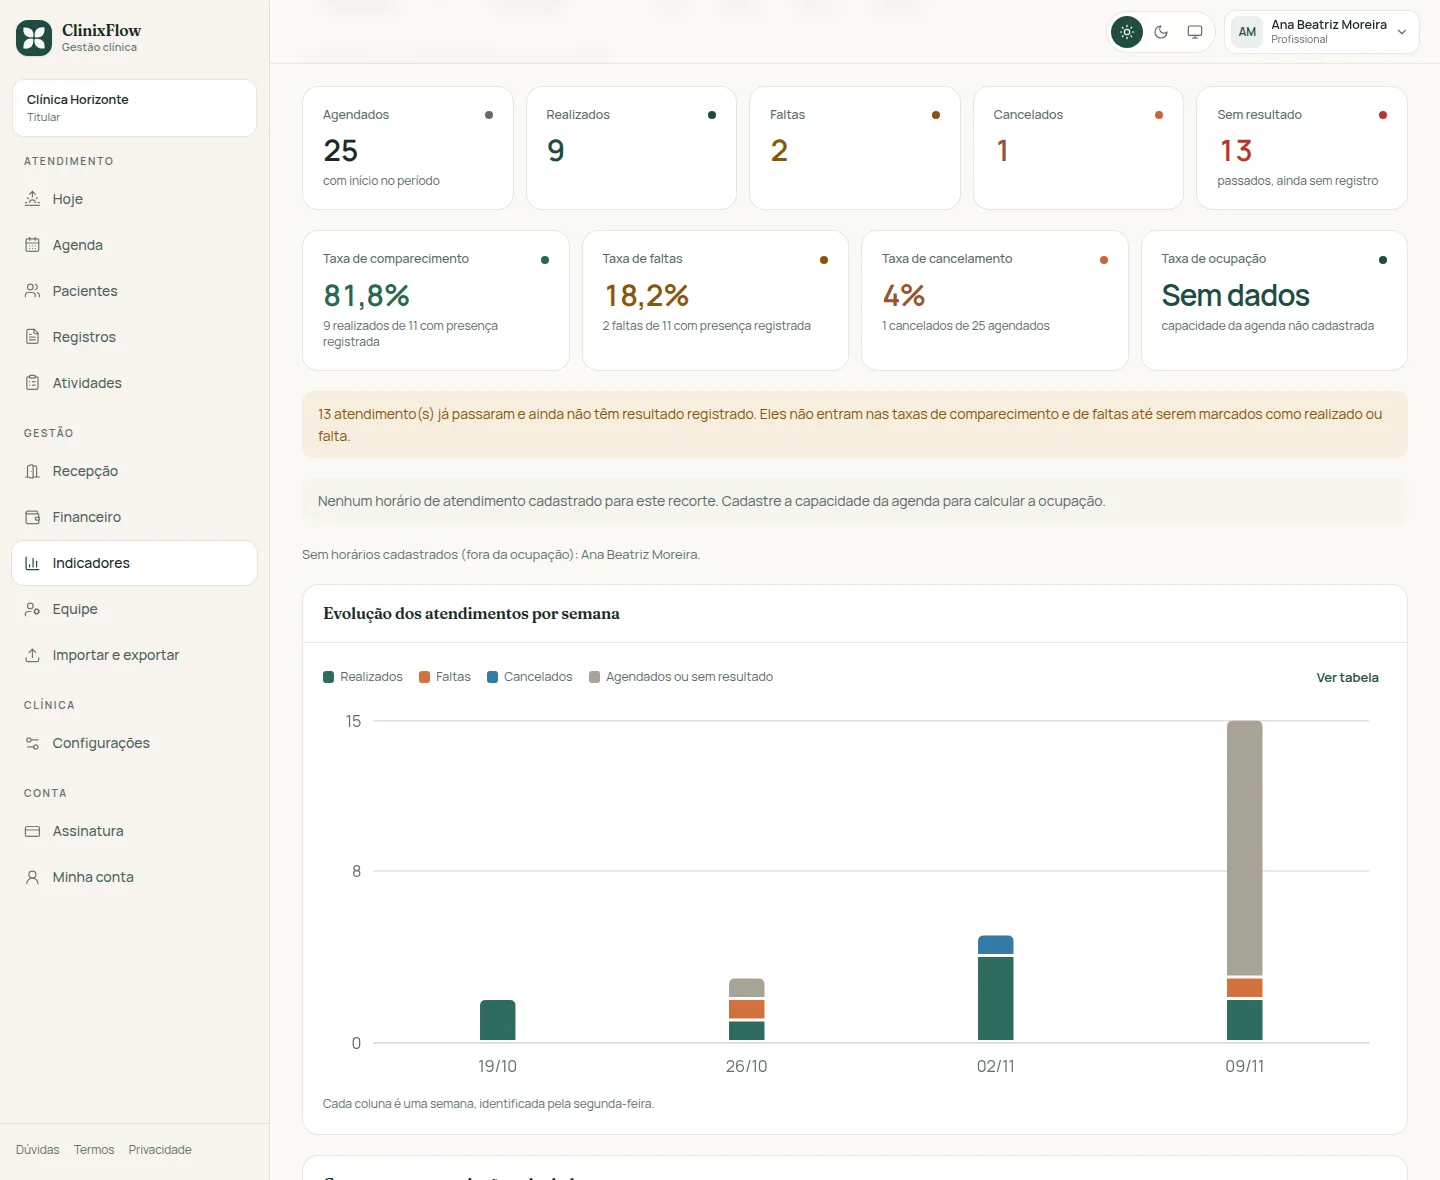 ClinixFlow
Gestão clínica
Clínica Horizonte
Titular
ATENDIMENTO
Hoje
Agenda
Pacientes
Registros
Atividades
GESTÃO
Recepção
Financeiro
Indicadores
Equipe
Importar e exportar
CLÍNICA
Configurações
CONTA
Assinatura
Minha conta
Dúvidas Termos Privacidade
AM
Ana Beatriz Moreira
Profissional
Agendados
25
com início no período
Realizados
9
Faltas
2
Cancelados
1
Sem resultado
13
passados, ainda sem registro
Taxa de comparecimento
81,8%
9 realizados de 11 com presença
registrada
Taxa de faltas
18,2%
2 faltas de 11 com presença registrada
Taxa de cancelamento
4%
1 cancelados de 25 agendados
Taxa de ocupação
Sem dados
capacidade da agenda não cadastrada
13 atendimento(s) já passaram e ainda não têm resultado registrado. Eles não entram nas taxas de comparecimento e de faltas até serem marcados como realizado ou
falta.
Nenhum horário de atendimento cadastrado para este recorte. Cadastre a capacidade da agenda para calcular a ocupação.
Sem horários cadastrados (fora da ocupação): Ana Beatriz Moreira.
Evolução dos atendimentos por semana
Realizados Faltas Cancelados Agendados ou sem resultado
Ver tabela
15
8
0
19/10 26/10 02/11 09/11
Cada coluna é uma semana, identificada pela segunda-feira.